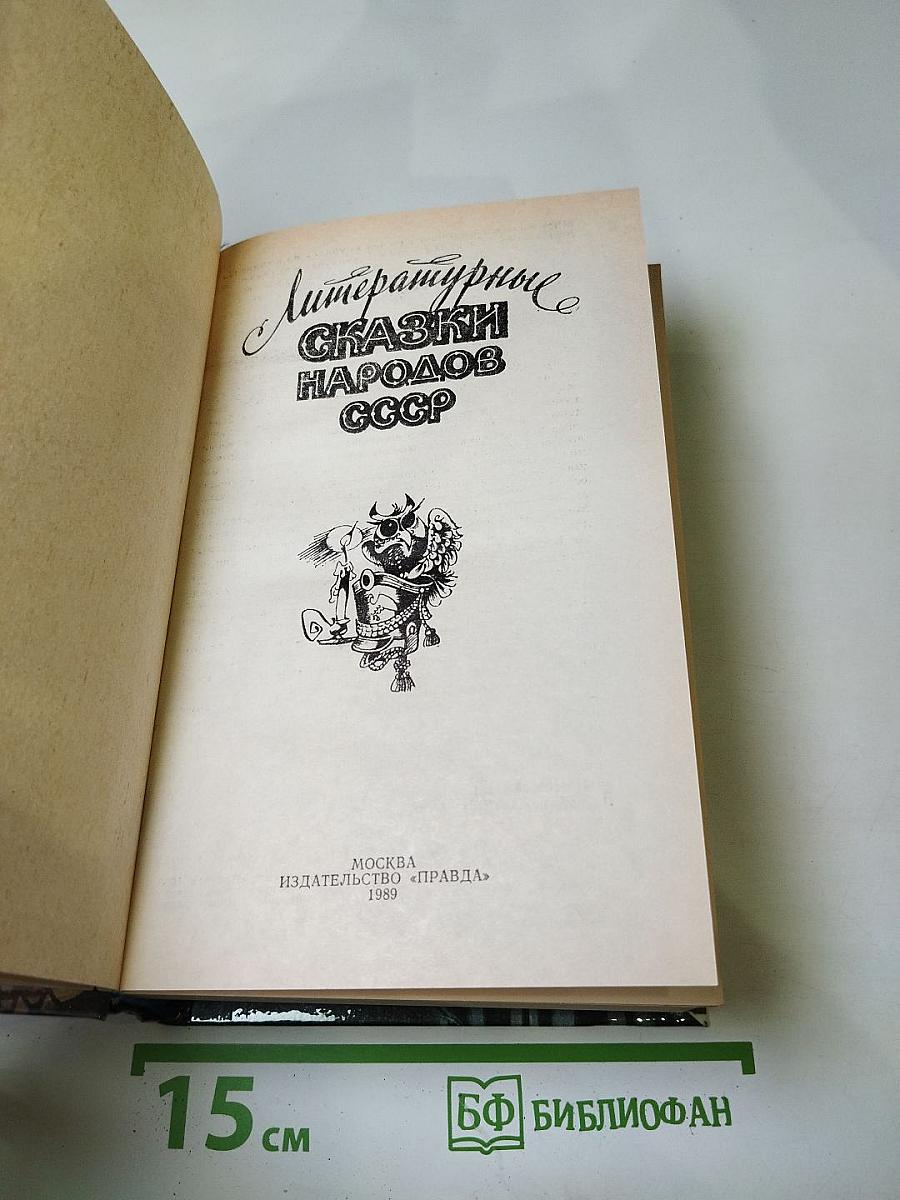 Литературные
СКАЗКИ
НАРОДОВ
СССР
МОСКВА
ИЗДАТЕЛЬСТВО «ПРАВДА»
1989
15 см
БФ БИБЛИОФАН